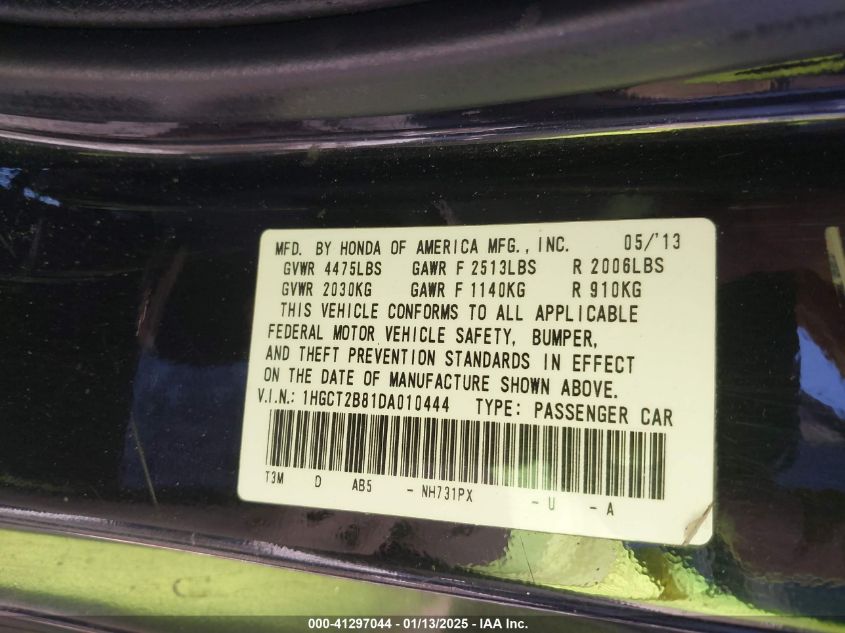 MFD. BY HONDA OF AMERICA MFG., INC. 05/'13
GVWR 4475LBS GAWR F 2513LBS R 2006LBS
GVWR 2030KG GAWR F 1140KG R 910KG
THIS VEHICLE CONFORMS TO ALL APPLICABLE
FEDERAL MOTOR VEHICLE SAFETY, BUMPER,
AND THEFT PREVENTION STANDARDS IN EFFECT
ON THE DATE OF MANUFACTURE SHOWN ABOVE.
V.I.N.: 1HGCT2B81DA010444 TYPE: PASSENGER CAR
T3M D AB5 - NH731PX - U - A
000-41297044 - 01/13/2025 - IAA Inc.